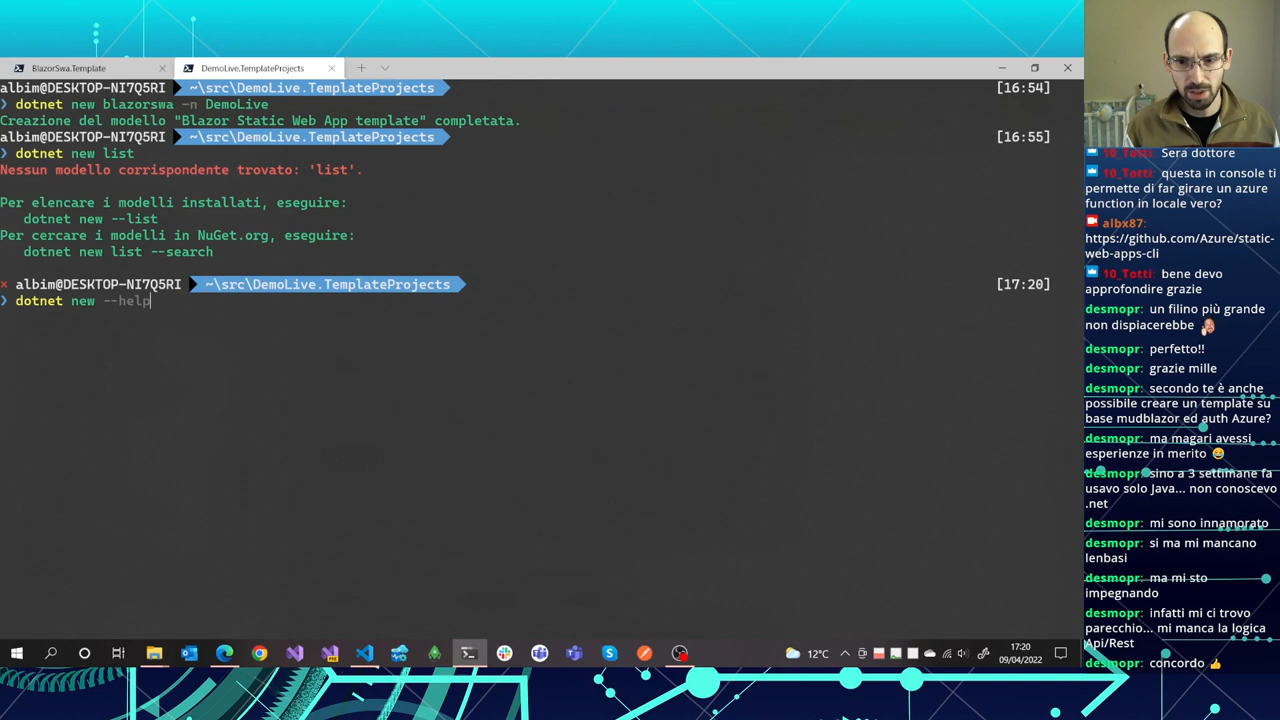 BlazorSwa.Template
DemoLive.TemplateProjects
albim@DESKTOP-NI7Q5RI ~\src\DemoLive.TemplateProjects [16:54]
❯ dotnet new blazorswa -n DemoLive
Creazione del modello "Blazor Static Web App template" completata.
albim@DESKTOP-NI7Q5RI ~\src\DemoLive.TemplateProjects [16:55]
❯ dotnet new list
Nessun modello corrispondente trovato: 'list'.
Per elencare i modelli installati, eseguire:
dotnet new --list
Per cercare i modelli in NuGet.org, eseguire:
dotnet new list --search
× albim@DESKTOP-NI7Q5RI ~\src\DemoLive.TemplateProjects [17:20]
❯ dotnet new --help
10_Totti: Sera dottore
10_Totti: questa in console ti
permette di far girare un azure
function in locale vero?
albx87:
https://github.com/Azure/static-
web-apps-cli
10_Totti: bene devo
approfondire grazie
desmopr: un filino più grande
non dispiacerebbe
desmopr: perfetto!!
desmopr: grazie mille
desmopr: secondo te è anche
possibile creare un template su
base mudblazor ed auth Azure?
desmopr: ma magari avessi
esperienze in merito 😂
desmopr: sino a 3 settimane fa
usavo solo Java... non conoscevo
.net
desmopr: mi sono innamorato
desmopr: si ma mi mancano
lenbasi
desmopr: ma mi sto
impegnando
desmopr: infatti mi ci trovo
parecchio... mi manca la logica
Api/Rest
desmopr: concordo 👍
12°C
17:20
09/04/2022